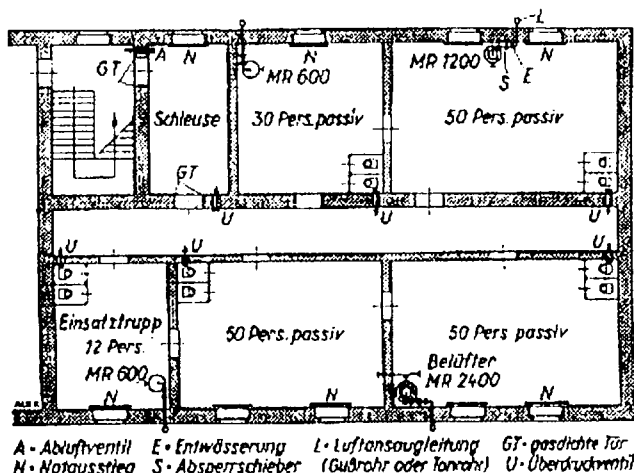 L
A
N
N
N
GT
MR 600
MR 1200
S
E
Schleuse
30 Pers. passiv
50 Pers. passiv
GT
U
U
U
U
U
U
Einsatztrupp
12 Pers.
MR 600
50 Pers. passiv
50 Pers. passiv
Belüfter
MR 2400
N
N
N
A - Abluftventil E - Entwässerung L - Luftansaugleitung GT - gasdichte Tür
N - Notausstieg S - Absperrschieber (Gußrohr oder Tonrohr) U - Überdruckventil